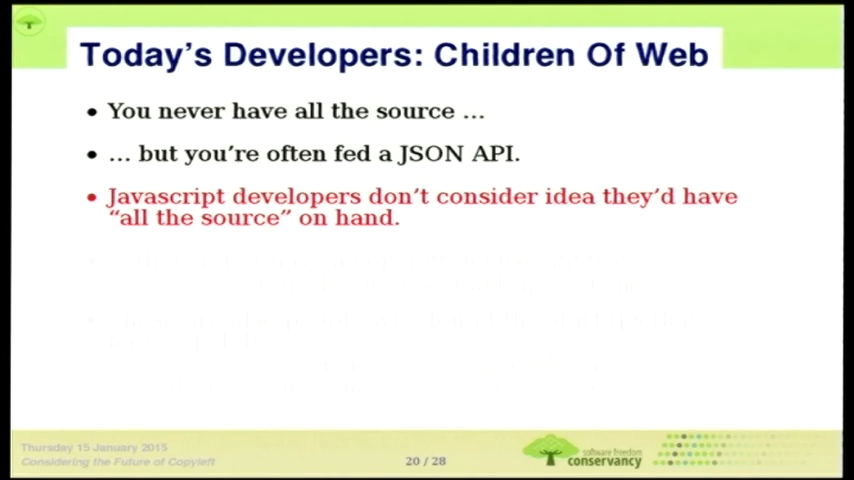 Today's Developers: Children Of Web
• You never have all the source …
• … but you're often fed a JSON API.
• Javascript developers don't consider idea they'd have
"all the source" on hand.
Thursday 15 January 2015
Considering the Future of Copyleft
20 / 28
software freedom
conservancy